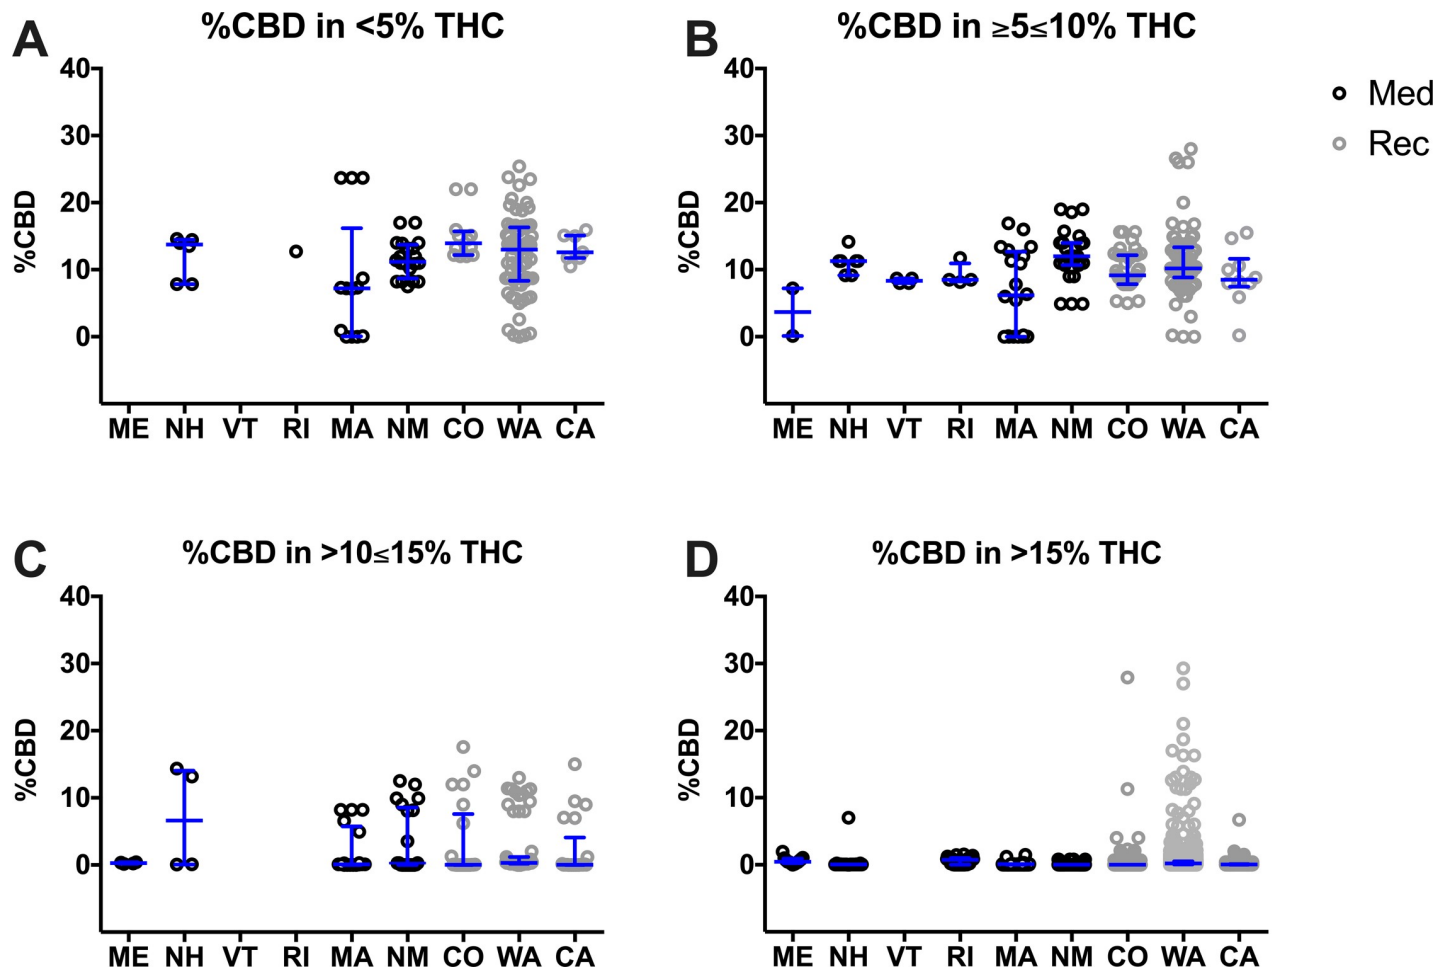 A
%CBD in <5% THC
%CBD
40
30
20
10
0
ME NH VT RI MA NM CO WA CA
B
%CBD in ≥5≤10% THC
%CBD
40
30
20
10
0
ME NH VT RI MA NM CO WA CA
Med
Rec
C
%CBD in >10≤15% THC
%CBD
40
30
20
10
0
ME NH VT RI MA NM CO WA CA
D
%CBD in >15% THC
%CBD
40
30
20
10
0
ME NH VT RI MA NM CO WA CA